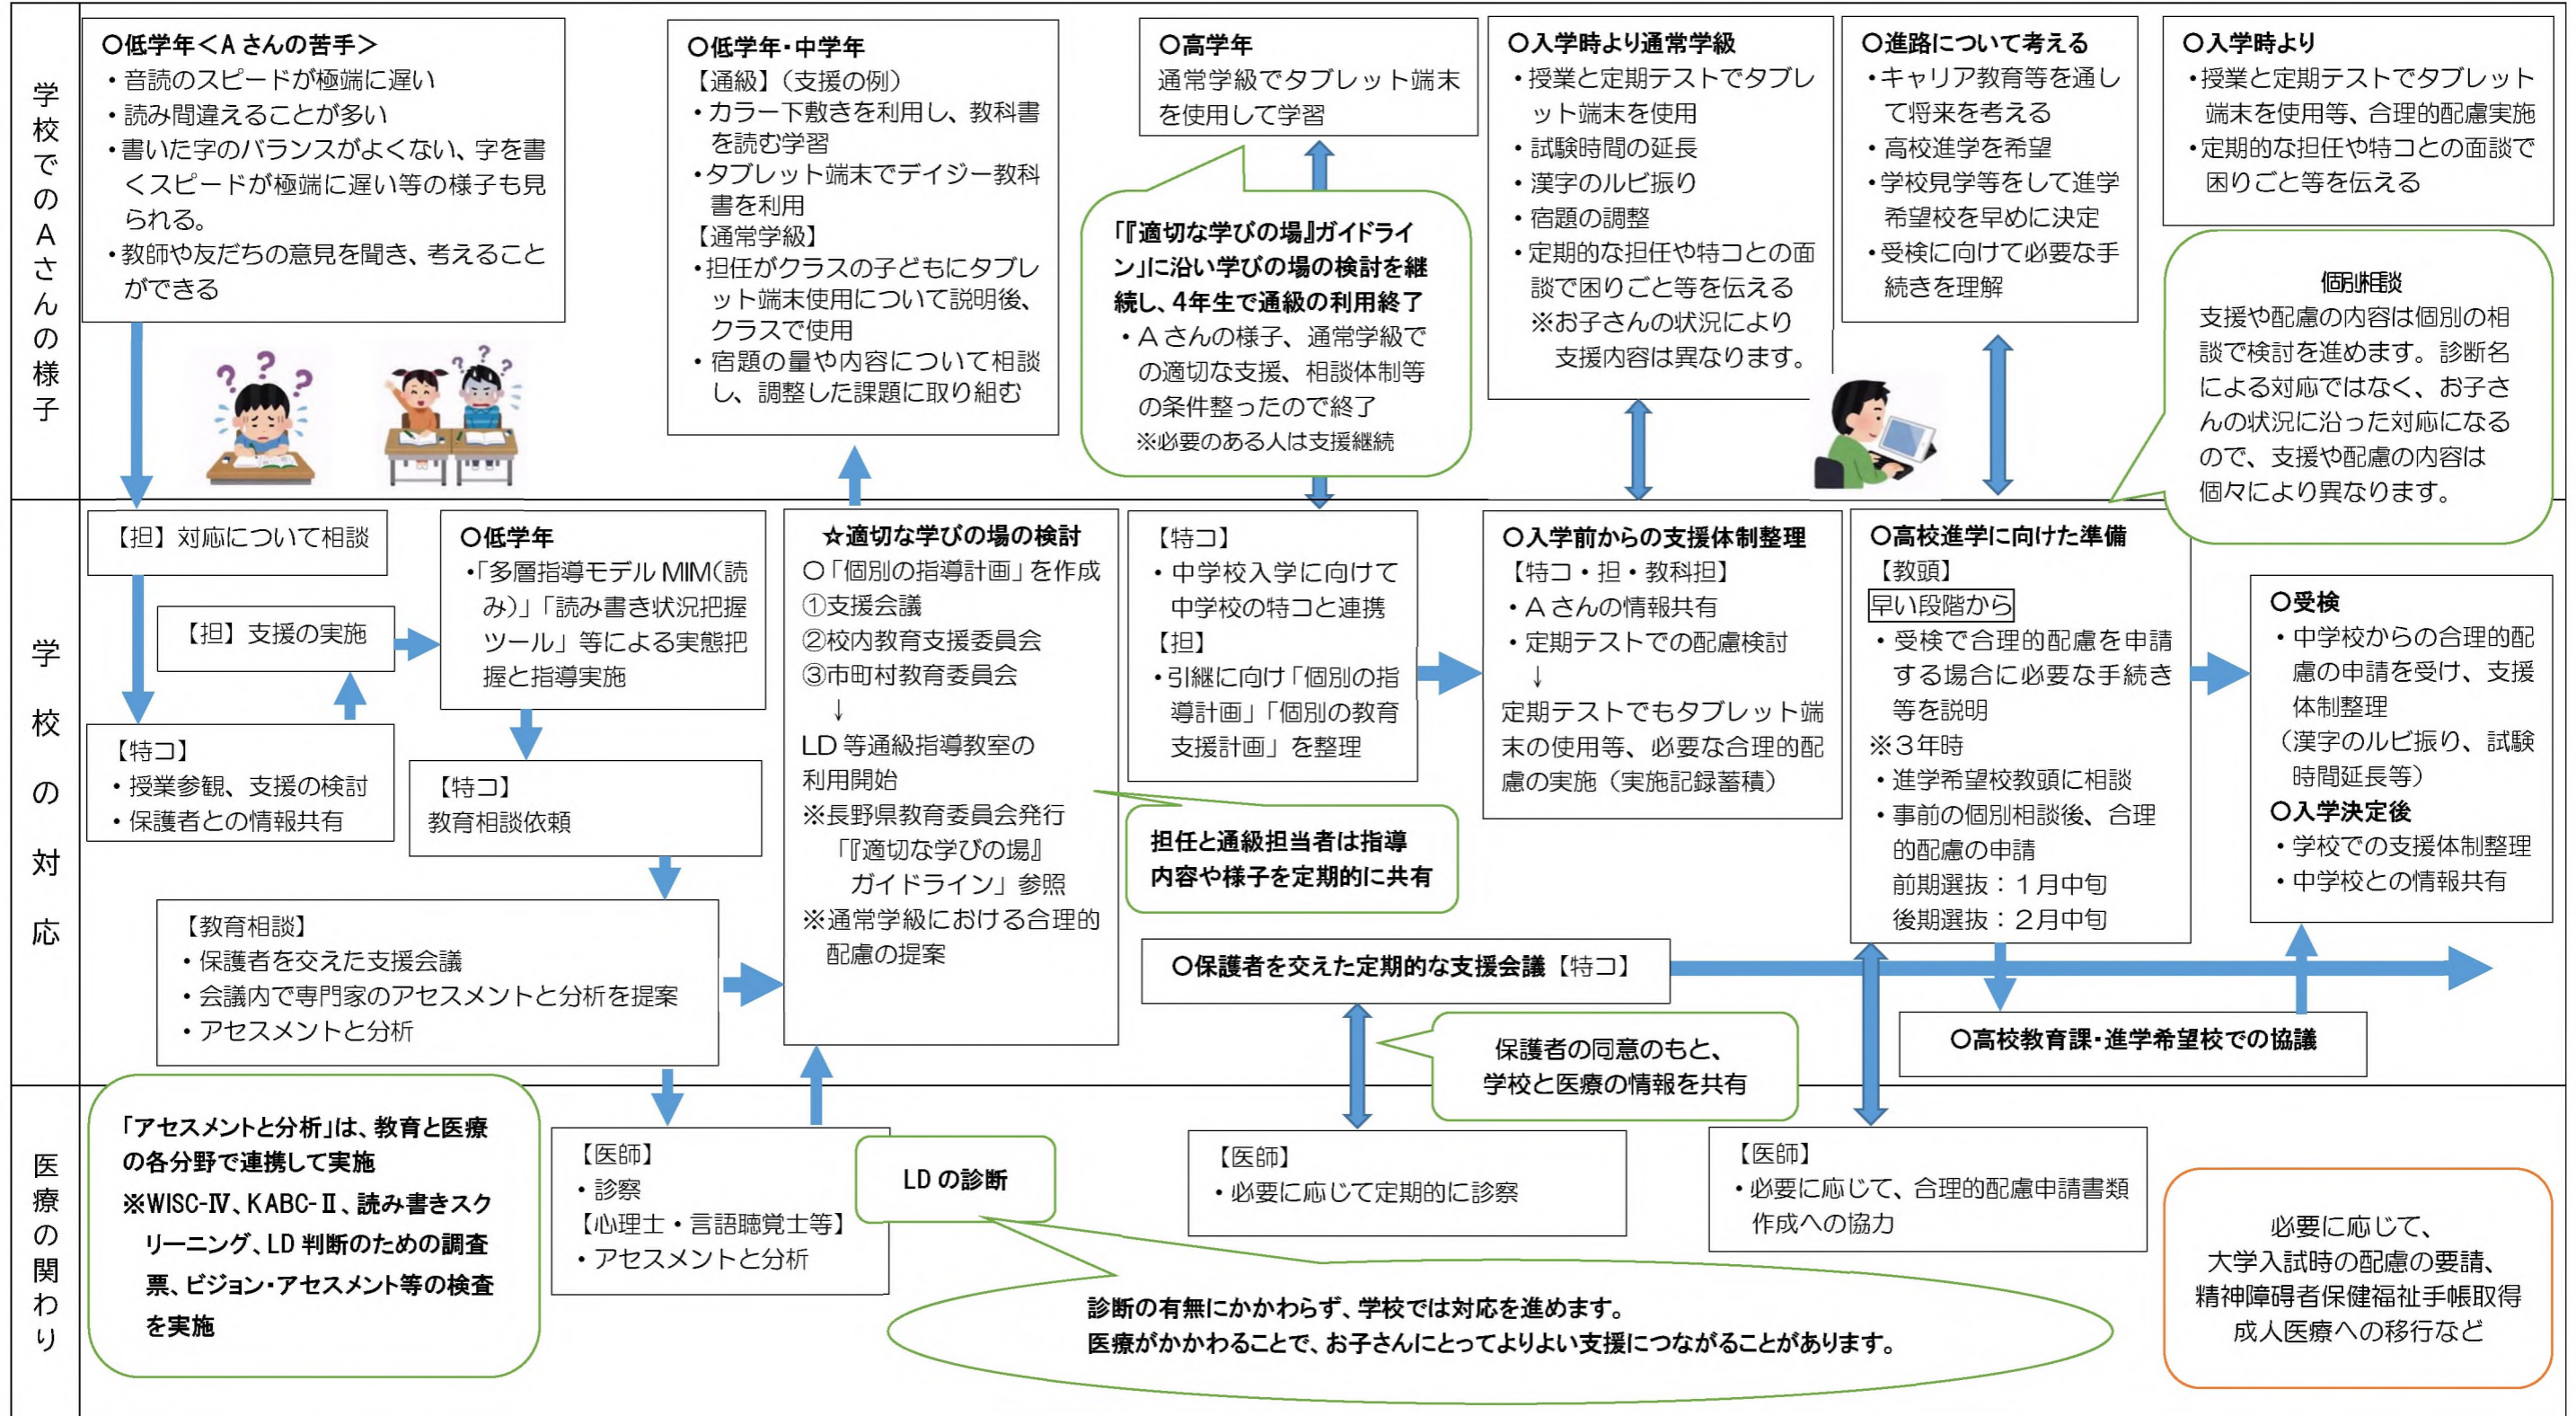 学校でのAさんの様子
○低学年<Aさんの苦手>
・音読のスピードが極端に遅い
・読み間違えることが多い
・書いた字のバランスがよくない、字を書
くスピードが極端に遅い等の様子も見
られる。
・教師や友だちの意見を聞き、考えること
ができる
○低学年・中学年
【通級】（支援の例）
・カラー下敷きを利用し、教科書
を読む学習
・タブレット端末でデイジー教科
書を利用
【通常学級】
・担任がクラスの子どもにタブレ
ット端末使用について説明後、
クラスで使用
・宿題の量や内容について相談
し、調整した課題に取り組む
○高学年
通常学級でタブレット端末
を使用して学習
「『適切な学びの場』ガイドライ
ン」に沿い学びの場の検討を継
続し、4年生で通級の利用終了
・Aさんの様子、通常学級で
の適切な支援、相談体制等
の条件整ったので終了
※必要のある人は支援継続
○入学時より通常学級
・授業と定期テストでタブレ
ット端末を使用
・試験時間の延長
・漢字のルビ振り
・宿題の調整
・定期的な担任や特コとの面
談で困りごと等を伝える
※お子さんの状況により
支援内容は異なります。
○進路について考える
・キャリア教育等を通し
て将来を考える
・高校進学を希望
・学校見学等をして進学
希望校を早めに決定
・受検に向けて必要な手
続きを理解
○入学時より
・授業と定期テストでタブレット
端末を使用等、合理的配慮実施
・定期的な担任や特コとの面談で
困りごと等を伝える
個別相談
支援や配慮の内容は個別の相
談で検討を進めます。診断名
による対応ではなく、お子さ
んの状況に沿った対応になる
ので、支援や配慮の内容は
個々により異なります。
学校の対応
【担】対応について相談
【担】支援の実施
【特コ】
・授業参観、支援の検討
・保護者との情報共有
○低学年
・「多層指導モデルMIM（読
み）」「読み書き状況把握
ツール」等による実態把
握と指導実施
【特コ】
教育相談依頼
【教育相談】
・保護者を交えた支援会議
・会議内で専門家のアセスメントと分析を提案
・アセスメントと分析
☆適切な学びの場の検討
○「個別の指導計画」を作成
①支援会議
②校内教育支援委員会
③市町村教育委員会
↓
LD等通級指導教室の
利用開始
※長野県教育委員会発行
「『適切な学びの場』
ガイドライン」参照
※通常学級における合理的
配慮の提案
【特コ】
・中学校入学に向けて
中学校の特コと連携
【担】
・引継に向け「個別の指
導計画」「個別の教育
支援計画」を整理
担任と通級担当者は指導
内容や様子を定期的に共有
○入学前からの支援体制整理
【特コ・担・教科担】
・Aさんの情報共有
・定期テストでの配慮検討
↓
定期テストでもタブレット端
末の使用等、必要な合理的配
慮の実施（実施記録蓄積）
○高校進学に向けた準備
【教頭】
早い段階から
・受検で合理的配慮を申請
する場合に必要な手続き
等を説明
※３年時
・進学希望校教頭に相談
・事前の個別相談後、合理
的配慮の申請
前期選抜：１月中旬
後期選抜：２月中旬
○受検
・中学校からの合理的配
慮の申請を受け、支援
体制整理
（漢字のルビ振り、試験
時間延長等）
○入学決定後
・学校での支援体制整理
・中学校との情報共有
○保護者を交えた定期的な支援会議【特コ】
保護者の同意のもと、
学校と医療の情報を共有
○高校教育課・進学希望校での協議
医療の関わり
「アセスメントと分析」は、教育と医療
の各分野で連携して実施
※WISC-Ⅳ、KABC-Ⅱ、読み書きスク
リーニング、LD判断のための調査
票、ビジョン・アセスメント等の検査
を実施
【医師】
・診察
【心理士・言語聴覚士等】
・アセスメントと分析
LDの診断
診断の有無にかかわらず、学校では対応を進めます。
医療がかかわることで、お子さんにとってよりよい支援につながることがあります。
【医師】
・必要に応じて定期的に診察
【医師】
・必要に応じて、合理的配慮申請書類
作成への協力
必要に応じて、
大学入試時の配慮の要請、
精神障碍者保健福祉手帳取得
成人医療への移行など